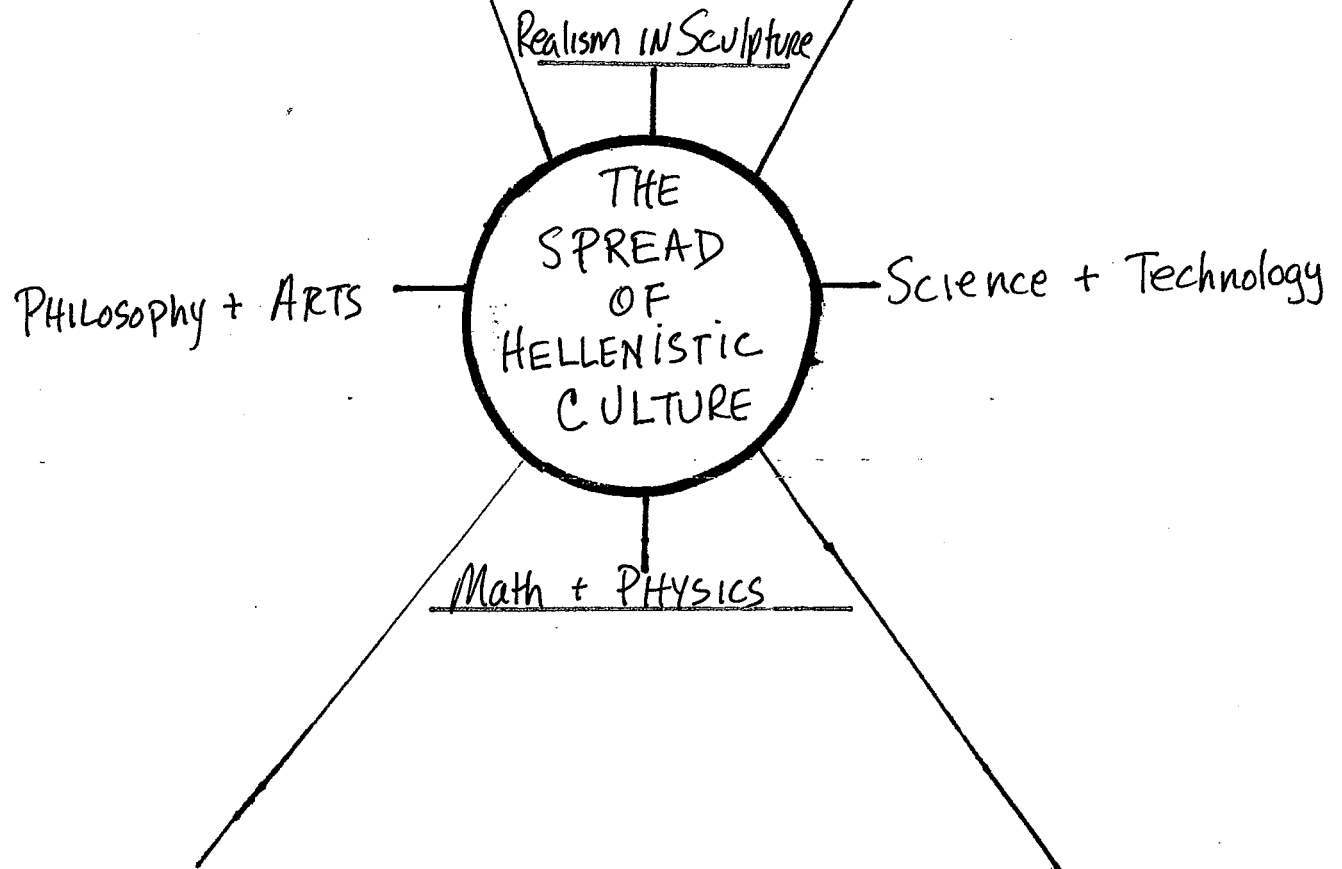 Realism IN Sculpture
THE
SPREAD
OF
HELLENISTIC
CULTURE
PHILosophy + ARTS
Science + Technology
Math + PHYSICS